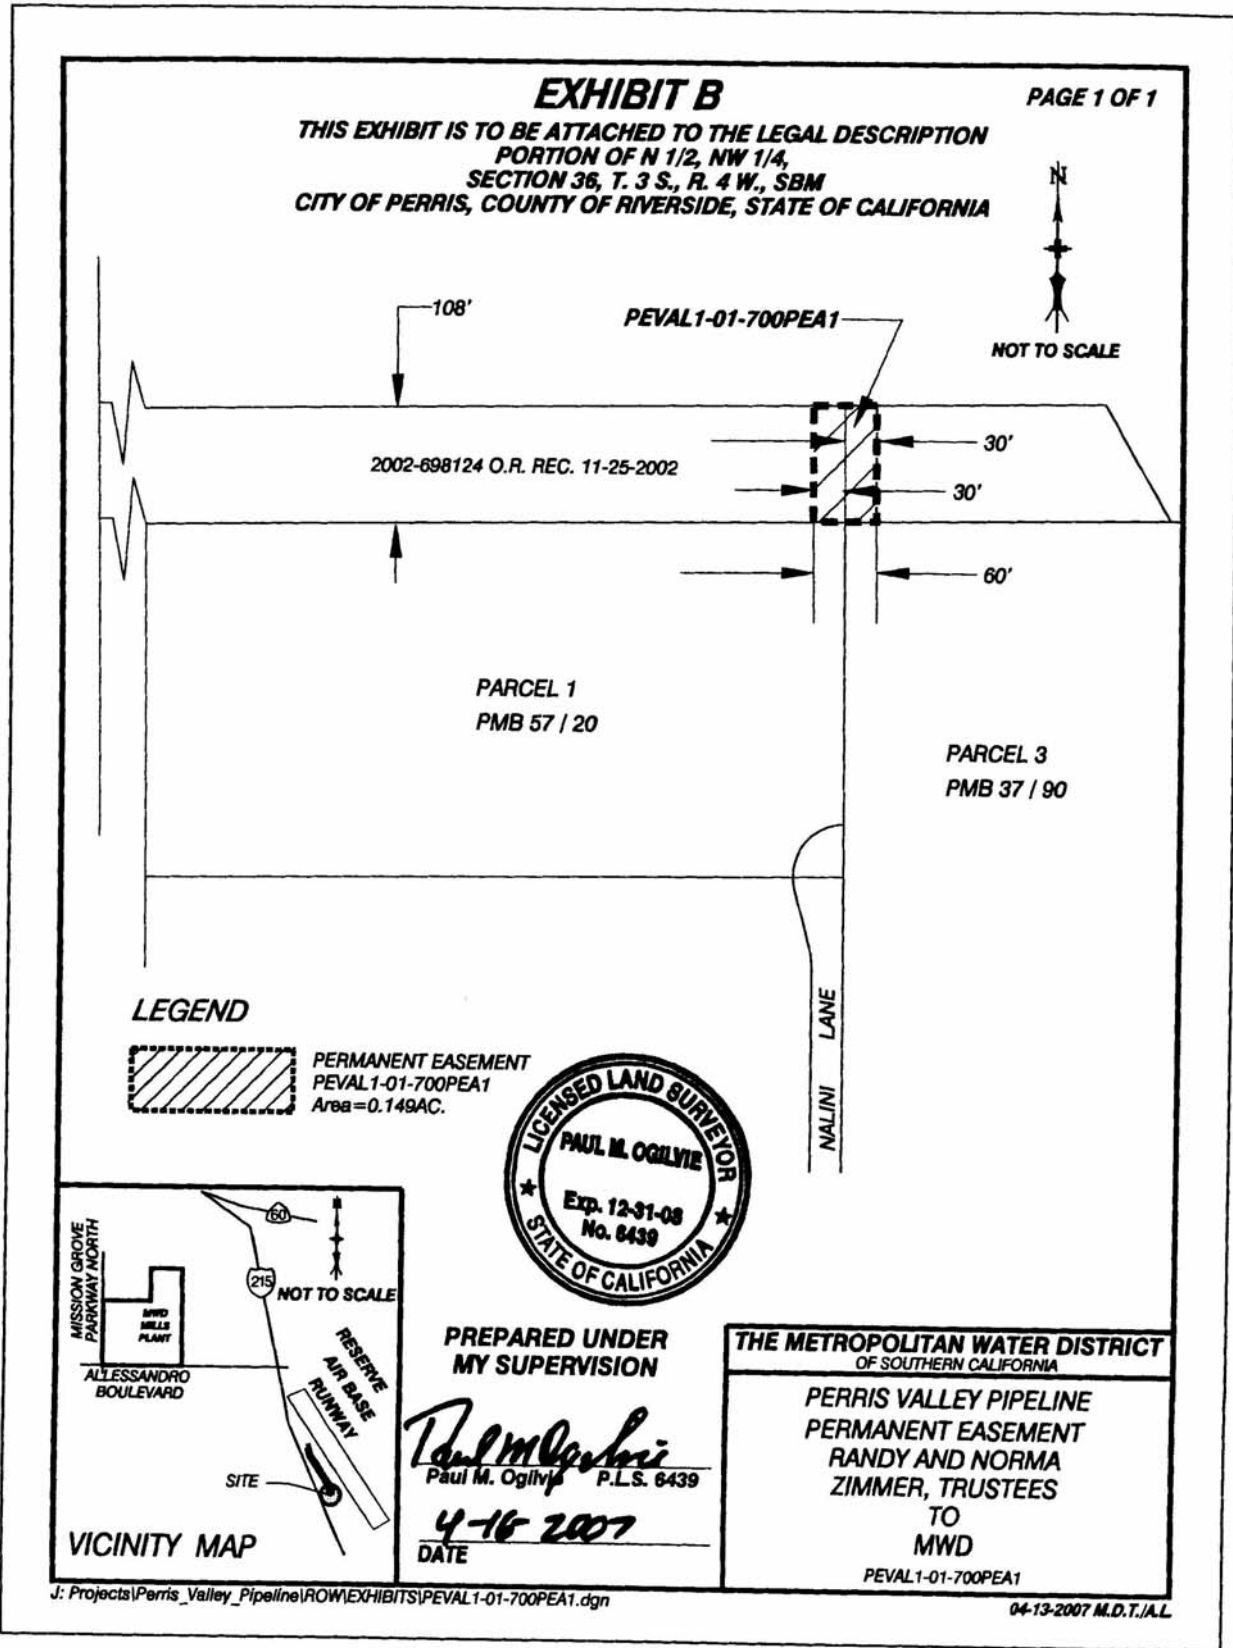 EXHIBIT B
PAGE 1 OF 1
THIS EXHIBIT IS TO BE ATTACHED TO THE LEGAL DESCRIPTION
PORTION OF N 1/2, NW 1/4,
SECTION 36, T. 3 S., R. 4 W., SBM
CITY OF PERRIS, COUNTY OF RIVERSIDE, STATE OF CALIFORNIA
N
NOT TO SCALE
108'
PEVAL1-01-700PEA1
30'
2002-698124 O.R. REC. 11-25-2002
30'
60'
PARCEL 1
PMB 57 / 20
PARCEL 3
PMB 37 / 90
NALINI LANE
LEGEND
PERMANENT EASEMENT
PEVAL1-01-700PEA1
Area=0.149AC.
LICENSED LAND SURVEYOR
PAUL M. OGILVIE
Exp. 12-31-08
No. 6439
STATE OF CALIFORNIA
MISSION GROVE
PARKWAY NORTH
60
215
NOT TO SCALE
MWD
MILLS
PLANT
ALLESSANDRO
BOULEVARD
RESERVE
AIR BASE
RUNWAY
SITE
VICINITY MAP
PREPARED UNDER
MY SUPERVISION
Paul M Ogilvie
Paul M. Ogilvie P.L.S. 6439
4-16 2007
DATE
THE METROPOLITAN WATER DISTRICT
OF SOUTHERN CALIFORNIA
PERRIS VALLEY PIPELINE
PERMANENT EASEMENT
RANDY AND NORMA
ZIMMER, TRUSTEES
TO
MWD
PEVAL1-01-700PEA1
J: Projects\Perris_Valley_Pipeline\ROW\EXHIBITS\PEVAL1-01-700PEA1.dgn
04-13-2007 M.D.T./A.L.